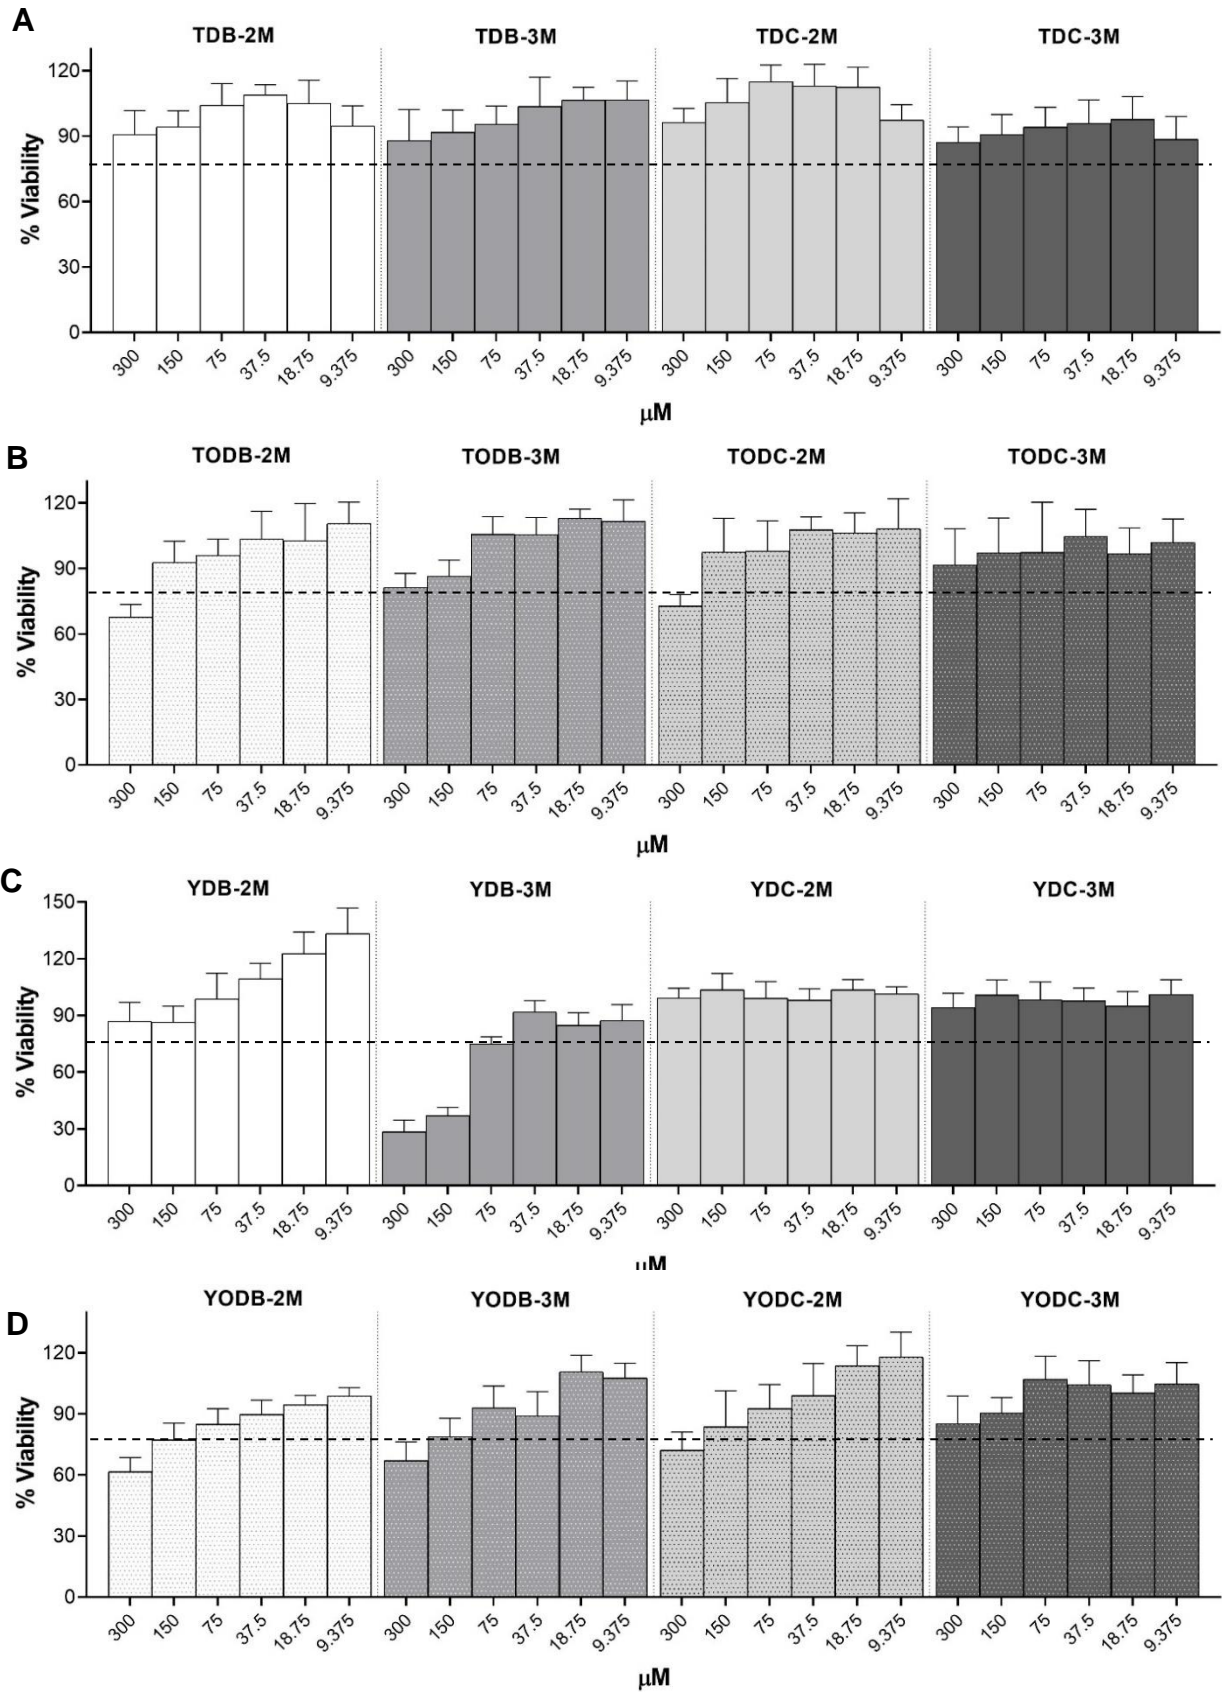 A
TDB-2M TDB-3M TDC-2M TDC-3M
% Viability
120
90
60
30
0
300 150 75 37.5 18.75 9.375 300 150 75 37.5 18.75 9.375 300 150 75 37.5 18.75 9.375 300 150 75 37.5 18.75 9.375
μM
B
TODB-2M TODB-3M TODC-2M TODC-3M
% Viability
120
90
60
30
0
300 150 75 37.5 18.75 9.375 300 150 75 37.5 18.75 9.375 300 150 75 37.5 18.75 9.375 300 150 75 37.5 18.75 9.375
μM
C
YDB-2M YDB-3M YDC-2M YDC-3M
% Viability
150
120
90
60
30
0
300 150 75 37.5 18.75 9.375 300 150 75 37.5 18.75 9.375 300 150 75 37.5 18.75 9.375 300 150 75 37.5 18.75 9.375
μM
D
YODB-2M YODB-3M YODC-2M YODC-3M
% Viability
120
90
60
30
0
300 150 75 37.5 18.75 9.375 300 150 75 37.5 18.75 9.375 300 150 75 37.5 18.75 9.375 300 150 75 37.5 18.75 9.375
μM